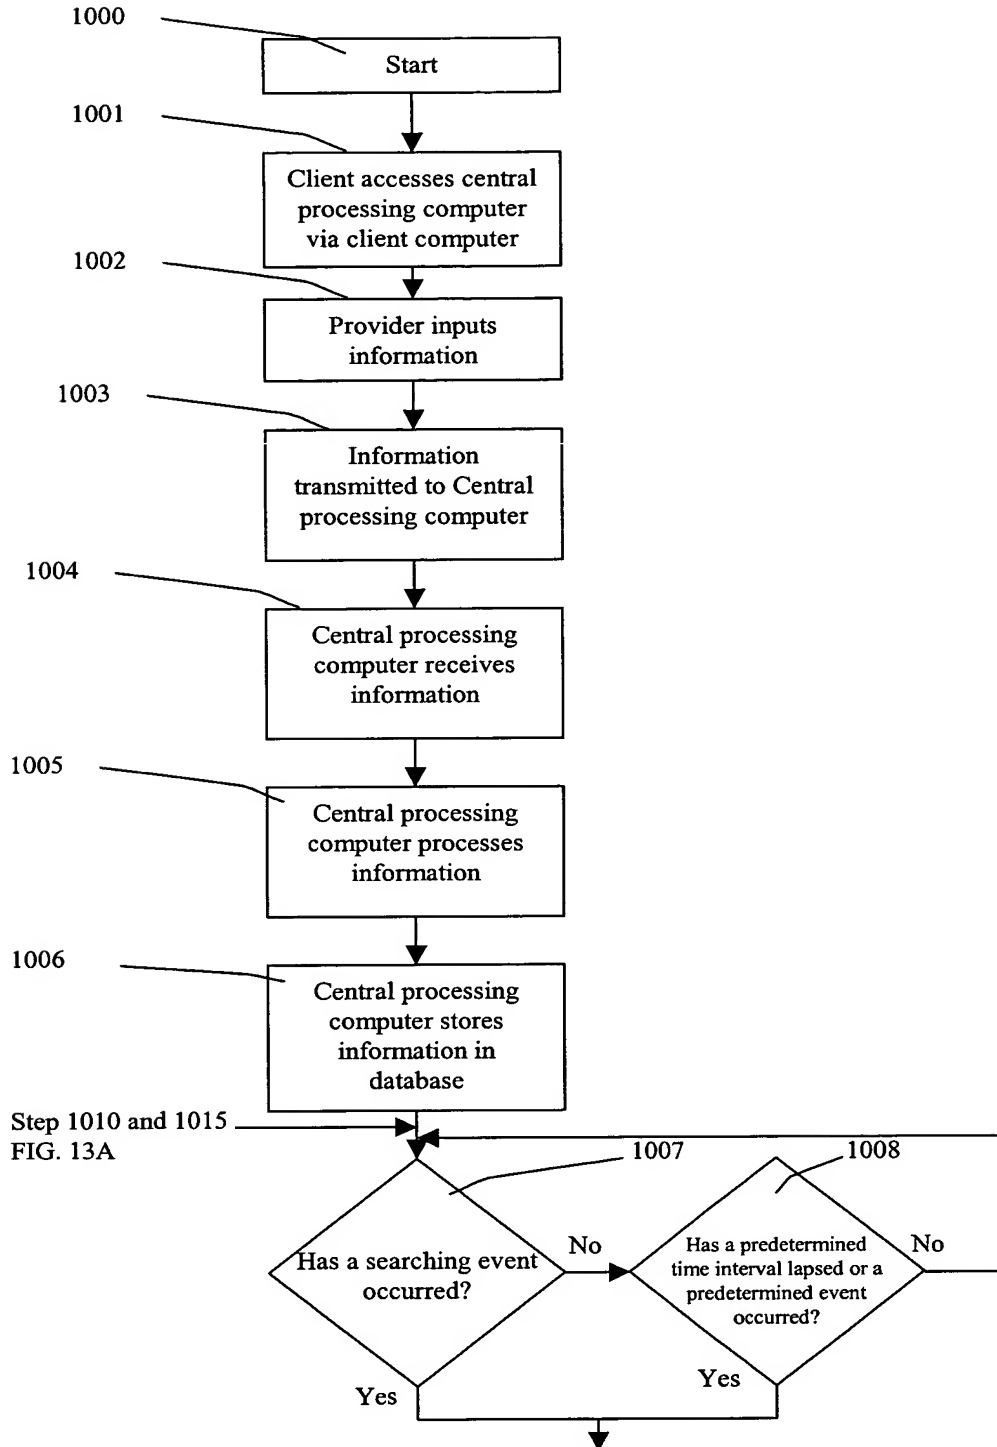 1000
Start
1001
Client accesses central
processing computer
via client computer
1002
Provider inputs
information
1003
Information
transmitted to Central
processing computer
1004
Central processing
computer receives
information
1005
Central processing
computer processes
information
1006
Central processing
computer stores
information in
database
Step 1010 and 1015
FIG. 13A
1007
1008
Has a searching event
occurred?
No
Has a predetermined
time interval lapsed or a
predetermined event
occurred?
No
Yes
Yes